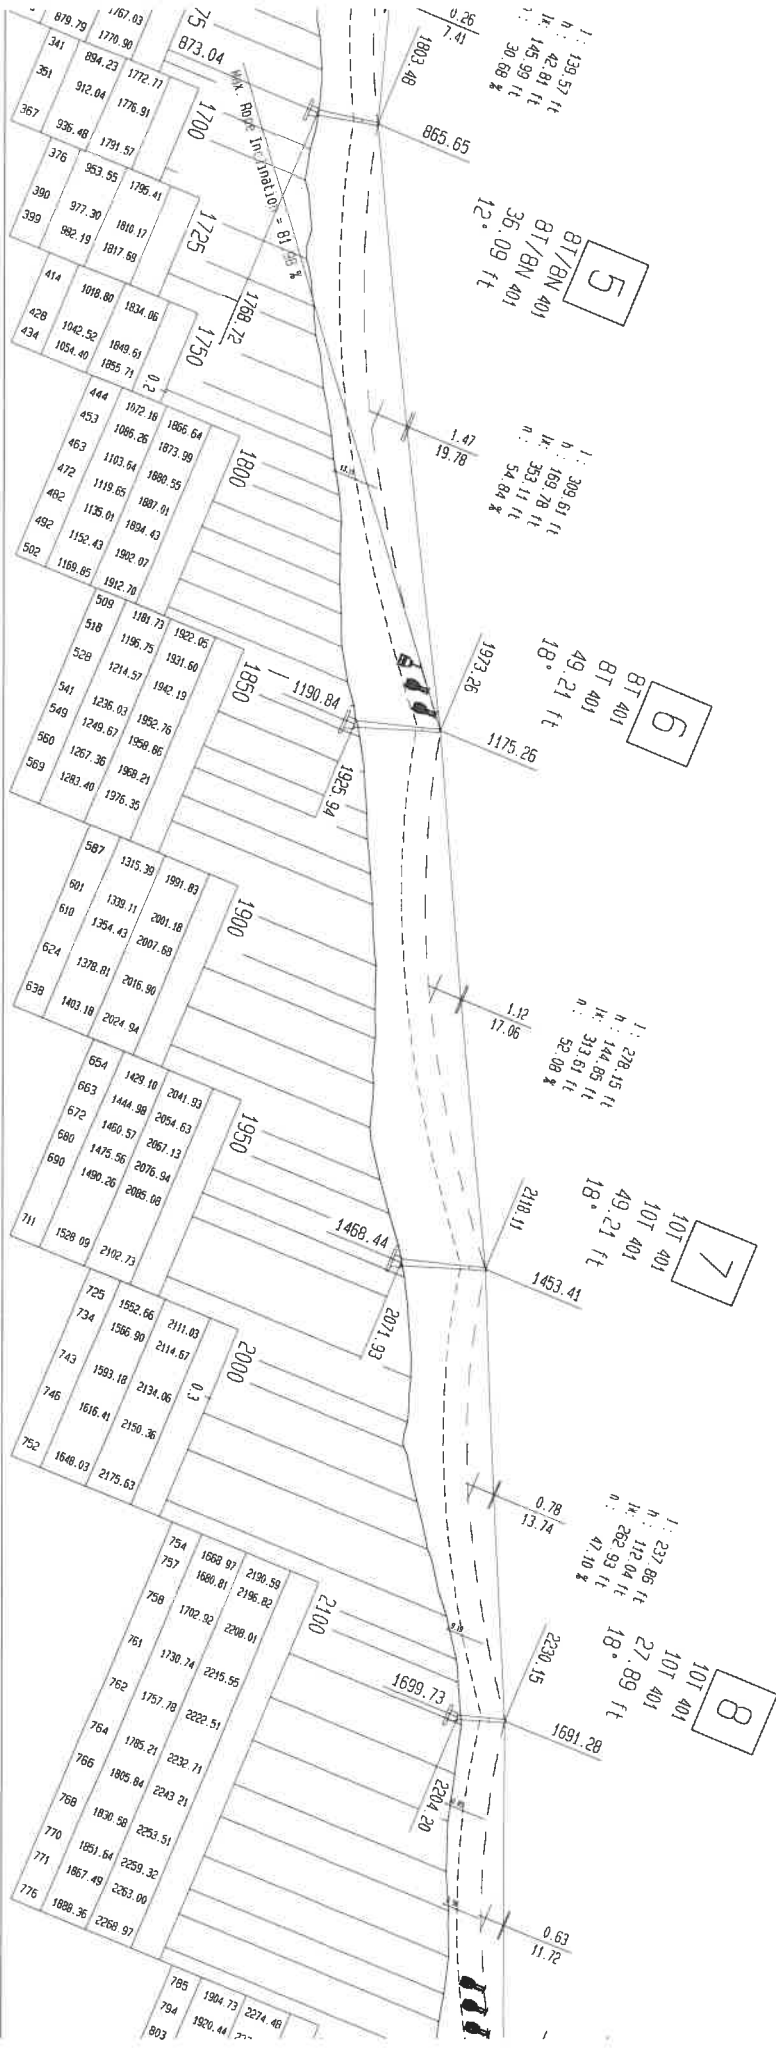 0.26
7.41
l : 139.57 ft
h : 42.81 ft
lk: 145.99 ft
n : 30.68 %
1803.48
865.65
873.04
1768.72
Max. Rope Inclination = 81.96 %
5
8T/8N 401
8T/8N 401
36.09 ft
12°
1.47
19.78
l : 309.61 ft
h : 169.78 ft
lk: 353.11 ft
n : 54.84 %
6
8T 401
8T 401
49.21 ft
18°
1973.26
1175.26
1190.84
1925.94
1.12
17.06
l : 278.15 ft
h : 144.85 ft
lk: 313.61 ft
n : 52.08 %
7
10T 401
10T 401
49.21 ft
18°
2118.11
1453.41
1468.44
2071.93
0.78
13.74
l : 237.86 ft
h : 112.04 ft
lk: 262.93 ft
n : 47.10 %
8
10T 401
10T 401
27.89 ft
18°
2230.15
1691.28
1699.73
2204.20
0.63
11.72
75
1767.03
879.79 1770.90
1700
341 894.23 1772.77
351 912.04 1776.91
367 936.48 1791.57
1725
376 953.55 1795.41
390 977.30 1810.17
399 992.19 1817.69
1750
414 1018.80 1834.06
428 1042.52 1849.61
434 1054.40 1855.71
0.2
1800
444 1072.18 1866.64
453 1086.26 1873.99
463 1103.64 1880.55
472 1119.65 1887.01
482 1135.01 1894.43
492 1152.43 1902.07
502 1169.85 1912.70
1850
509 1181.73 1922.05
518 1196.75 1931.60
528 1214.57 1942.19
541 1236.03 1952.76
549 1249.67 1958.66
560 1267.36 1968.21
569 1283.40 1976.35
1900
587 1315.39 1991.83
601 1339.11 2001.18
610 1354.43 2007.68
624 1378.81 2016.90
638 1403.18 2024.94
1950
654 1429.10 2041.93
663 1444.98 2054.63
672 1460.57 2067.13
680 1475.56 2076.94
690 1490.26 2085.08
711 1528.09 2102.73
2000
725 1552.66 2111.03
734 1566.90 2114.67
743 1593.18 2134.06
746 1616.41 2150.36
752 1648.03 2175.63
0.3
2100
754 1668.97 2190.59
757 1680.81 2196.82
758 1702.92 2208.01
761 1730.74 2215.55
762 1757.78 2222.51
764 1785.21 2232.71
766 1805.84 2243.21
768 1830.58 2253.51
770 1851.64 2259.32
771 1867.49 2263.00
776 1888.36 2268.97
785 1904.73 2274.48
794 1920.44
803